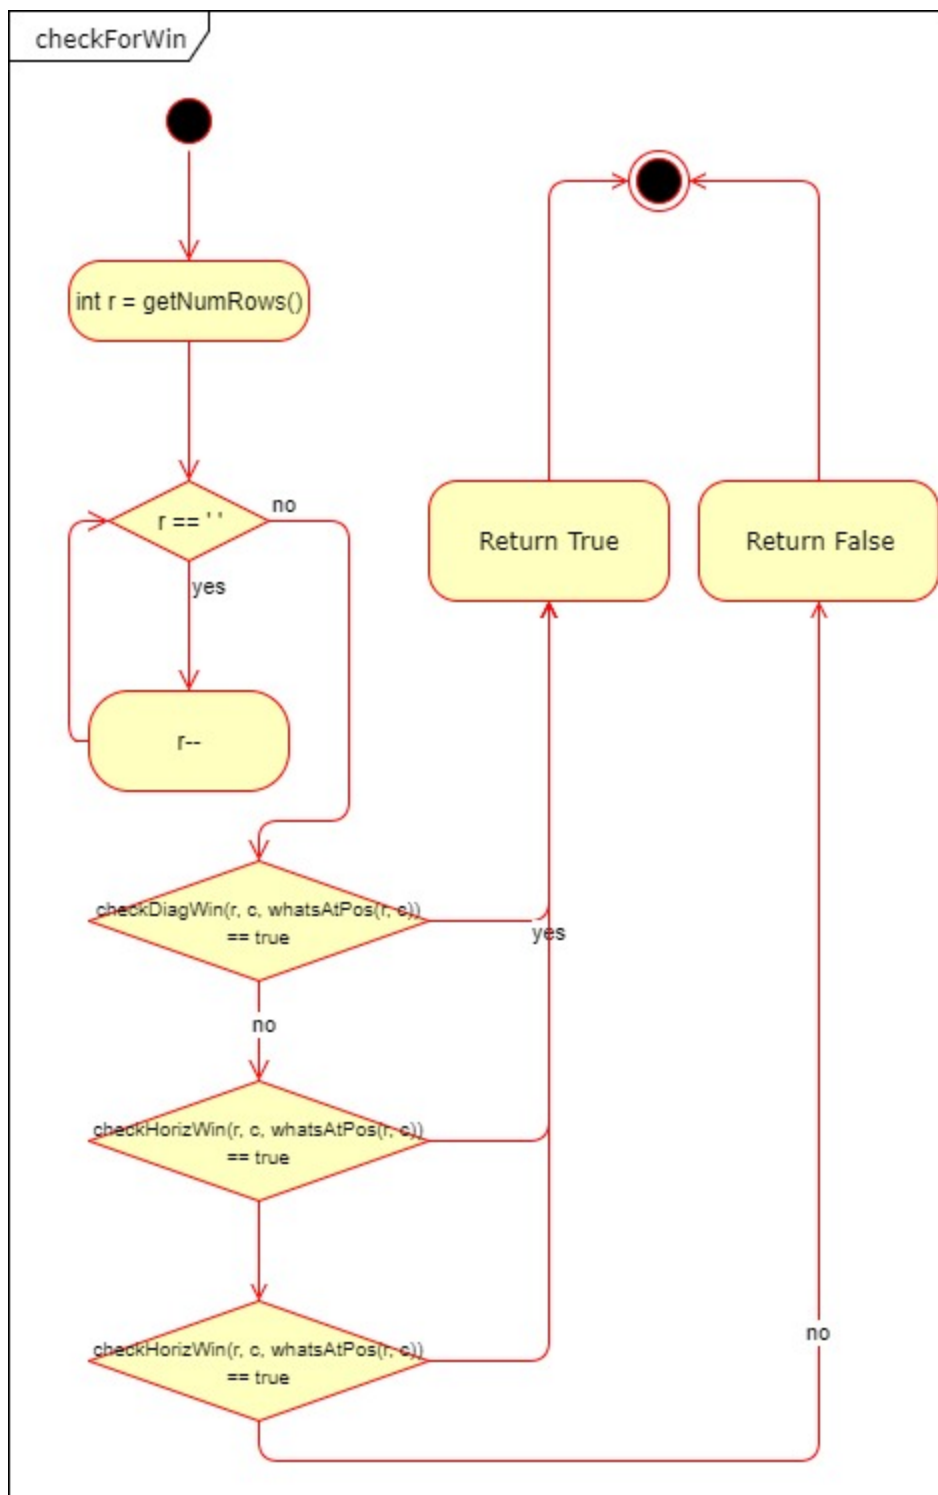 checkForWin
int r = getNumRows()
r == ' '
no
yes
r--
Return True
Return False
checkDiagWin(r, c, whatsAtPos(r, c))
== true
yes
no
checkHorizWin(r, c, whatsAtPos(r, c))
== true
checkHorizWin(r, c, whatsAtPos(r, c))
== true
no